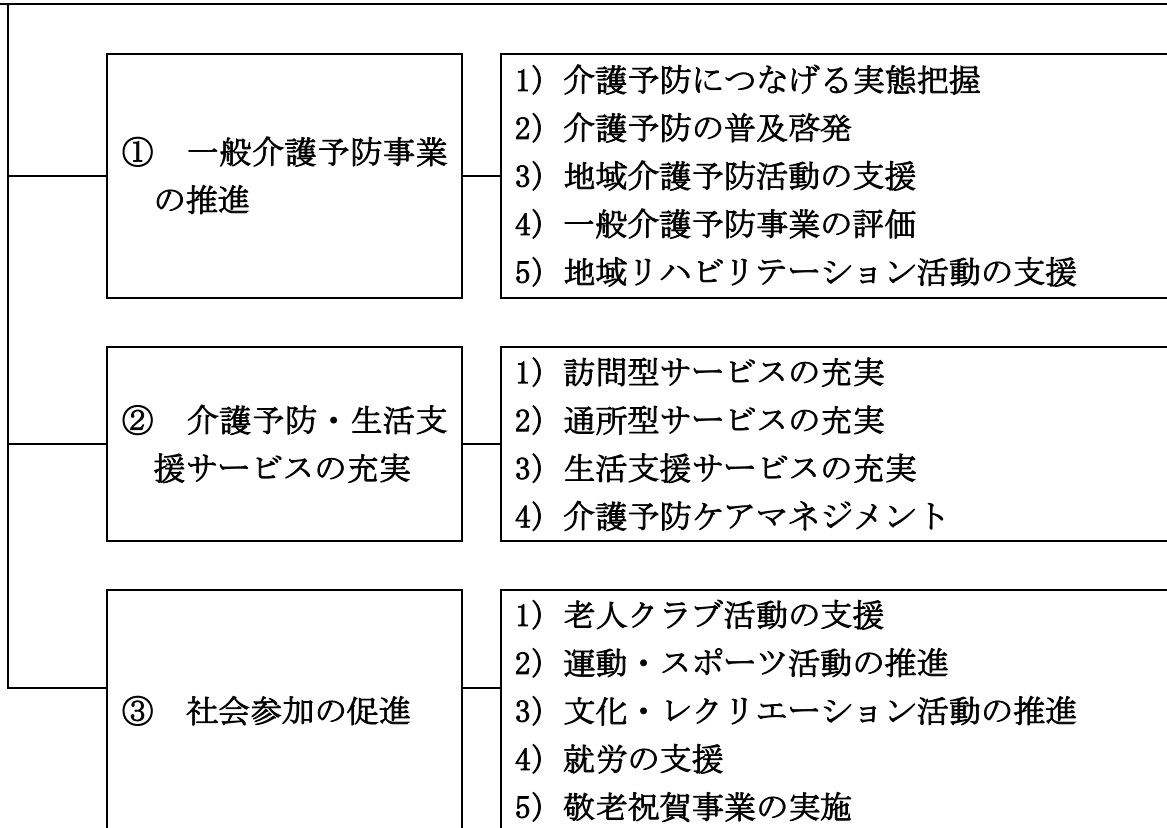 ① 一般介護予防事業
の推進
1) 介護予防につなげる実態把握
2) 介護予防の普及啓発
3) 地域介護予防活動の支援
4) 一般介護予防事業の評価
5) 地域リハビリテーション活動の支援
② 介護予防・生活支
援サービスの充実
1) 訪問型サービスの充実
2) 通所型サービスの充実
3) 生活支援サービスの充実
4) 介護予防ケアマネジメント
③ 社会参加の促進
1) 老人クラブ活動の支援
2) 運動・スポーツ活動の推進
3) 文化・レクリエーション活動の推進
4) 就労の支援
5) 敬老祝賀事業の実施